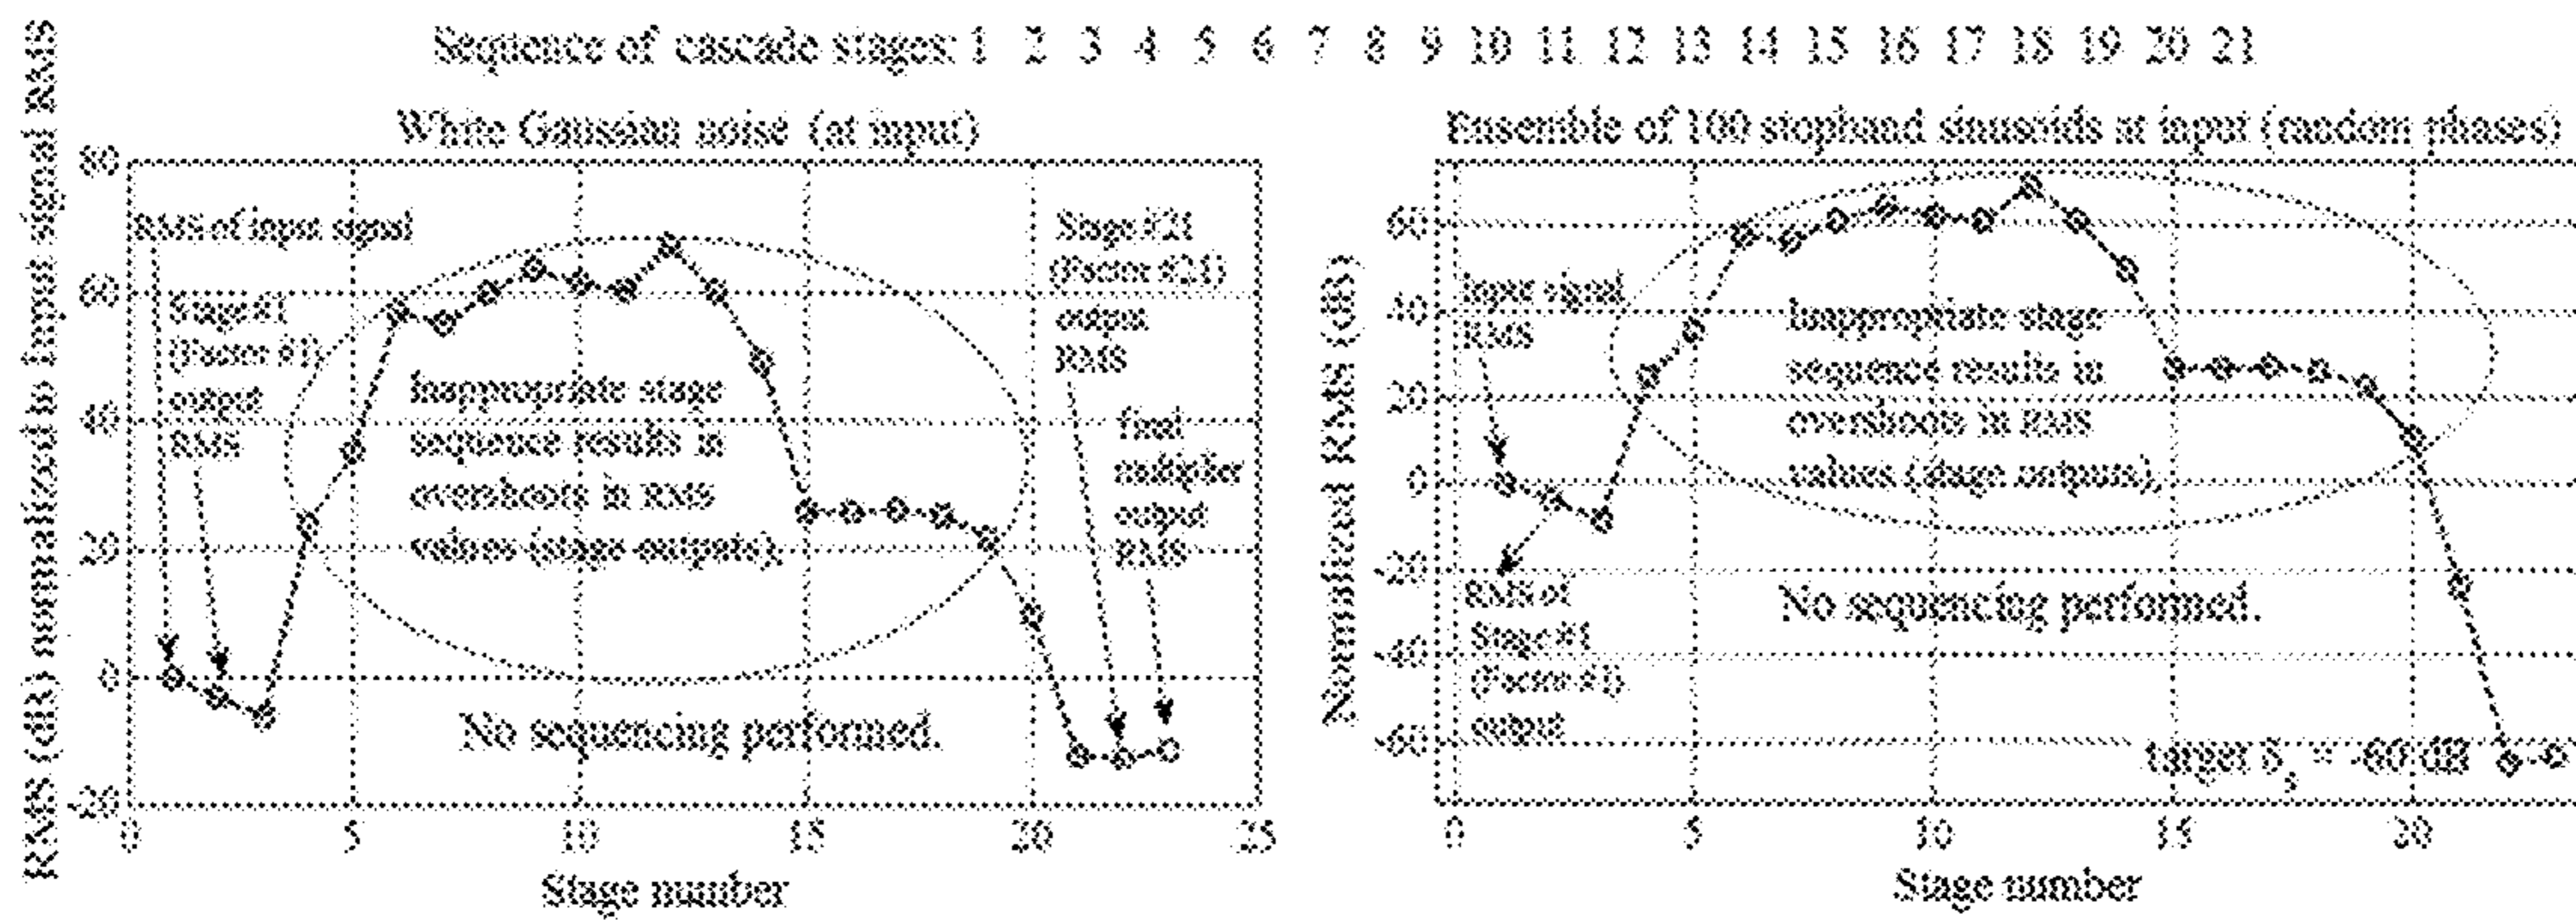 Sequence of cascade stages: 1 2 3 4 5 6 7 8 9 10 11 12 13 14 15 16 17 18 19 20 21
White Gaussian noise (at input)
RMS (dB) normalized to input signal RMS
80
60
40
20
0
-20
RMS of input signal
Stage #1
(Factor #1)
output
RMS
Inappropriate stage
sequence results in
overshoots in RMS
values (stage outputs).
No sequencing performed.
Stage #21
(Factor #21)
output
RMS
final
multiplier
output
RMS
0 5 10 15 20 25
Stage number
Ensemble of 100 stopband sinusoids at input (random phases)
Normalized RMS (dB)
60
40
20
0
-20
-40
-60
Input signal
RMS
Inappropriate stage
sequence results in
overshoots in RMS
values (stage outputs).
RMS of
Stage #1
(Factor #1)
output
No sequencing performed.
target δs = -60 dB
0 5 10 15 20
Stage number